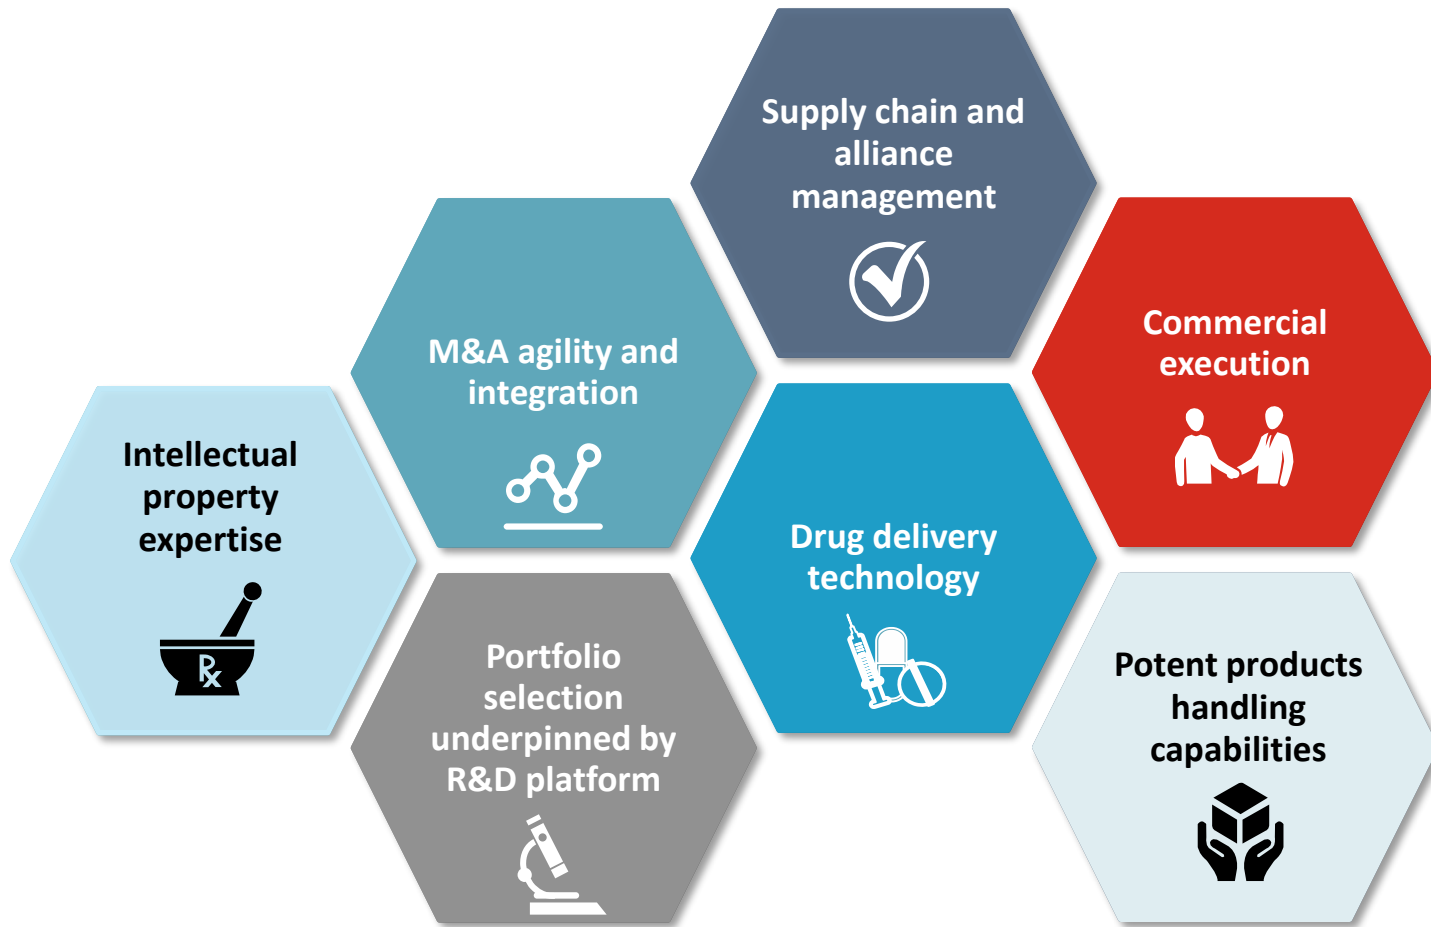 Supply chain and
alliance
management
M&A agility and
integration
Commercial
execution
Intellectual
property
expertise
Rx
Drug delivery
technology
Portfolio
selection
underpinned by
R&D platform
Potent products
handling
capabilities